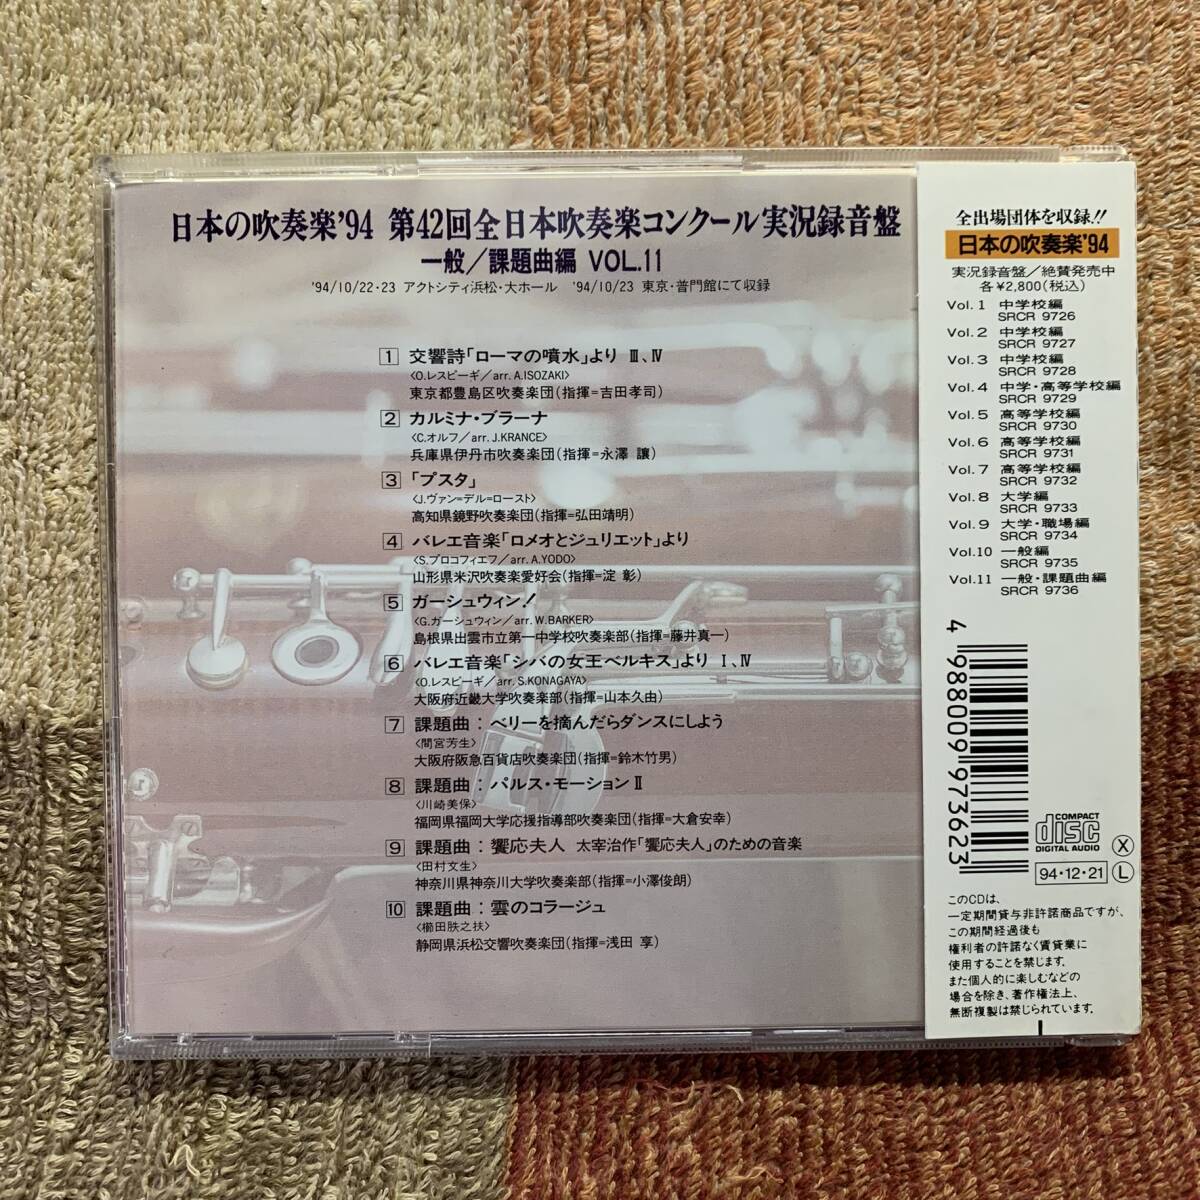 日本の吹奏楽'94 第42回全日本吹奏楽コンクール実況録音盤
一般／課題曲編 VOL.11
'94/10/22・23 アクトシティ浜松・大ホール '94/10/23 東京・普門館にて収録
1 交響詩「ローマの噴水」より Ⅲ、Ⅳ
〈O.レスピーギ／arr. A.ISOZAKI〉
東京都豊島区吹奏楽団(指揮=吉田孝司)
2 カルミナ・ブラーナ
〈C.オルフ／arr. J.KRANCE〉
兵庫県伊丹市吹奏楽団(指揮=永澤 讓)
3 「プスタ」
〈J.ヴァン=デル=ロースト〉
高知県鏡野吹奏楽団(指揮=弘田靖明)
4 バレエ音楽「ロメオとジュリエット」より
〈S.プロコフィエフ／arr. A.YODO〉
山形県米沢吹奏楽愛好会(指揮=淀 彰)
5 ガーシュウィン!
〈G.ガーシュウィン／arr. W.BARKER〉
島根県出雲市立第一中学校吹奏楽部(指揮=藤井真一)
6 バレエ音楽「シバの女王ベルキス」より Ⅰ、Ⅳ
〈O.レスピーギ／arr. S.KONAGAYA〉
大阪府近畿大学吹奏楽部(指揮=山本久由)
7 課題曲：ベリーを摘んだらダンスにしよう
〈間宮芳生〉
大阪府阪急百貨店吹奏楽団(指揮=鈴木竹男)
8 課題曲：パルス・モーションⅡ
〈川崎美保〉
福岡県福岡大学応援指導部吹奏楽団(指揮=大倉安幸)
9 課題曲：饗応夫人 太宰治作「饗応夫人」のための音楽
〈田村文生〉
神奈川県神奈川大学吹奏楽部(指揮=小澤俊朗)
10 課題曲：雲のコラージュ
〈櫛田胅之扶〉
静岡県浜松交響吹奏楽団(指揮=浅田 享)
全出場団体を収録!!
日本の吹奏楽'94
実況録音盤／絶賛発売中
各¥2,800(税込)
Vol. 1 中学校編
SRCR 9726
Vol. 2 中学校編
SRCR 9727
Vol. 3 中学校編
SRCR 9728
Vol. 4 中学・高等学校編
SRCR 9729
Vol. 5 高等学校編
SRCR 9730
Vol. 6 高等学校編
SRCR 9731
Vol. 7 高等学校編
SRCR 9732
Vol. 8 大学編
SRCR 9733
Vol. 9 大学・職場編
SRCR 9734
Vol.10 一般編
SRCR 9735
Vol.11 一般・課題曲編
SRCR 9736
4 988009 973623
COMPACT
disc
DIGITAL AUDIO
X
94・12・21
L
このCDは、
一定期間貸与非許諾商品ですが、
この期間経過後も
権利者の許諾なく賃貸業に
使用することを禁じます。
また個人的に楽しむなどの
場合を除き、著作権法上、
無断複製は禁じられています。